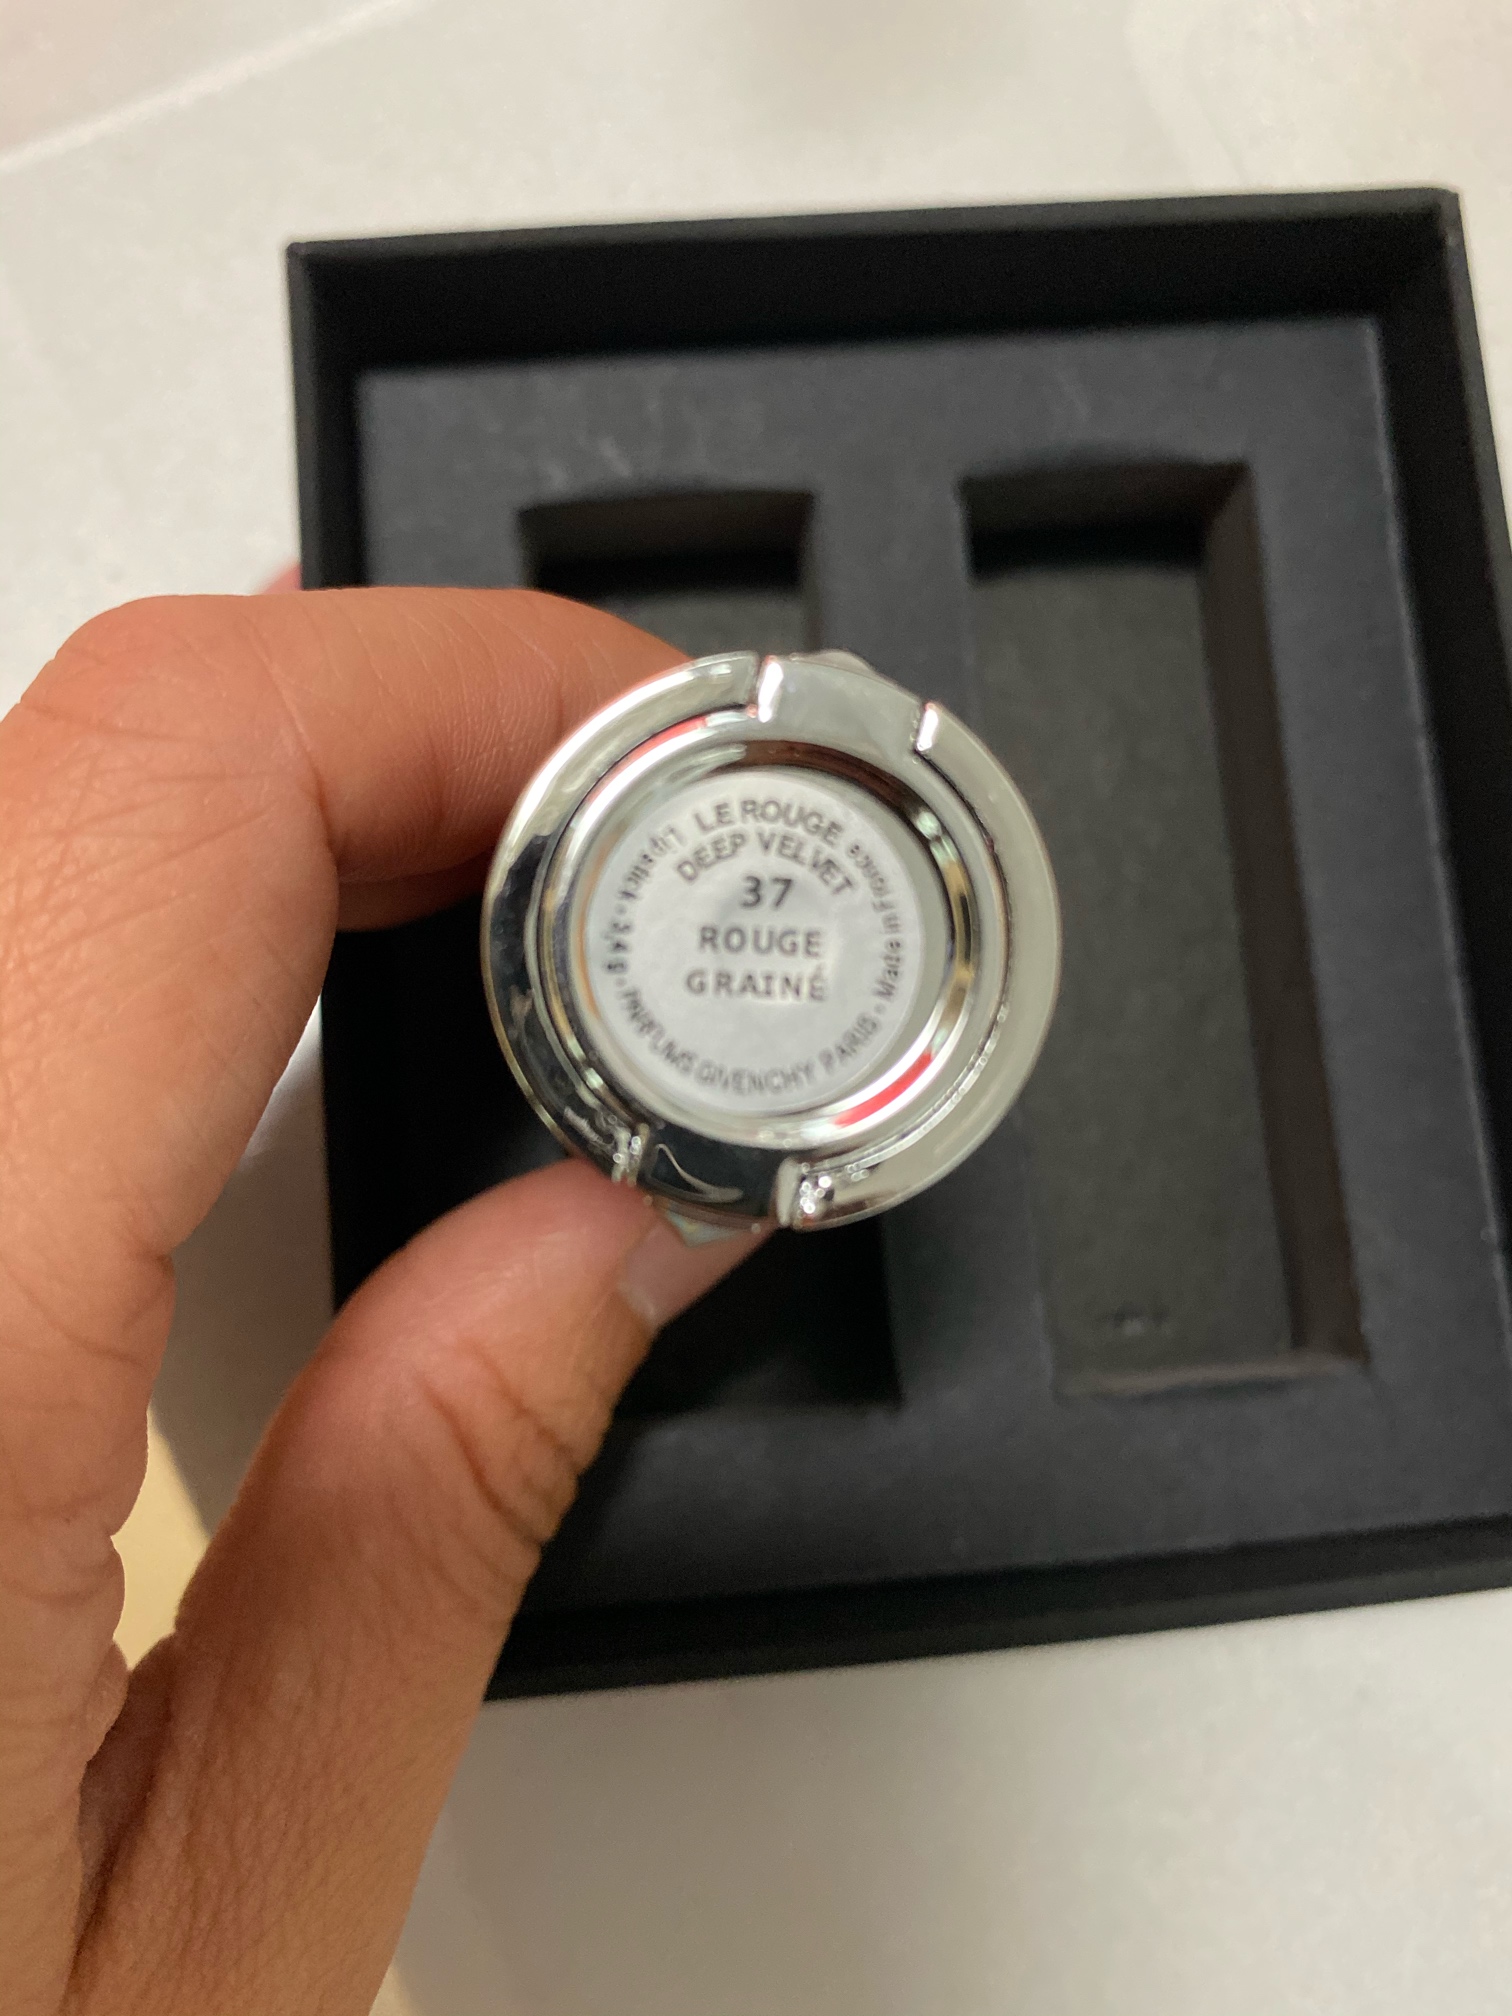 LE ROUGE
DEEP VELVET
37
ROUGE
GRAINÉ
Lipstick • 3.4 g • PARFUMS GIVENCHY PARIS • Made in France